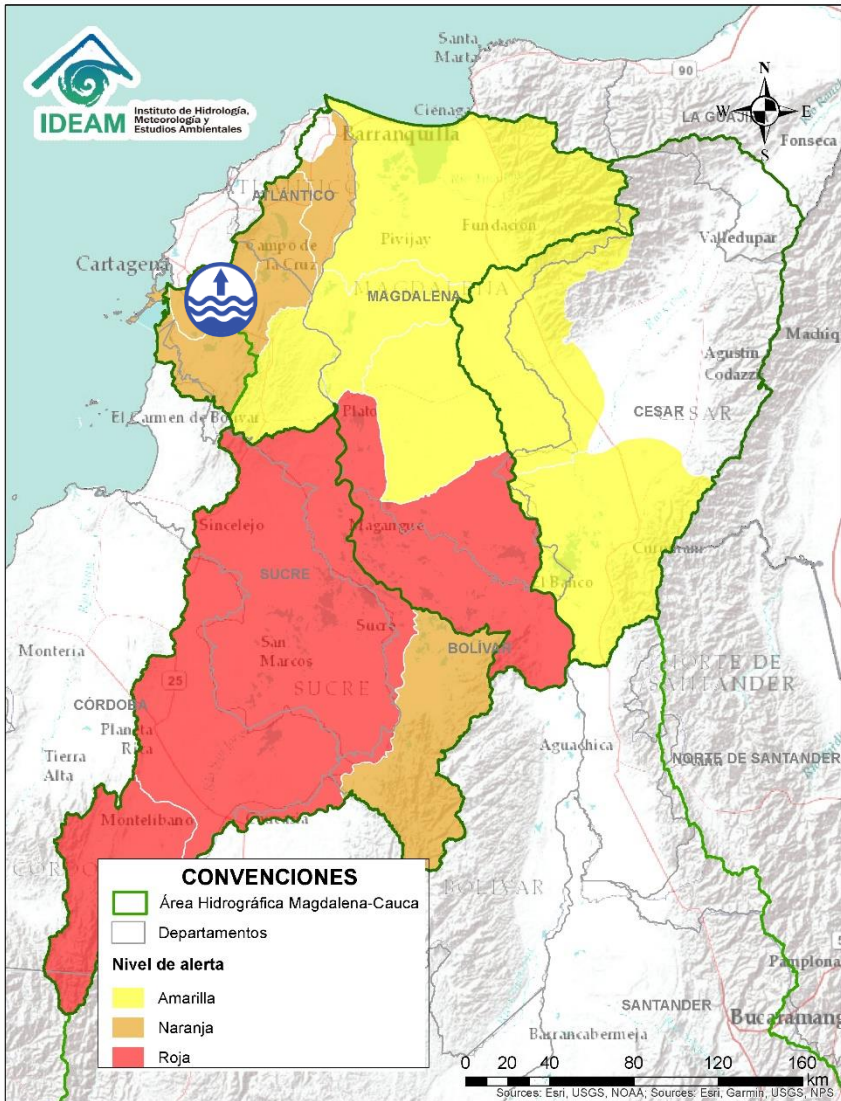 IDEAM
Instituto de Hidrología,
Meteorología y
Estudios Ambientales
Santa
Marta
90
N
W
E
S
Ciénaga
Barranquilla
LA GUAJI
Fonseca
ATLÁNTICO
Valledupar
Pivijay
Fundación
Campo de
la Cruz
Cartagena
MAGDALENA
MAGDALENA
Agustín
Codazzi
CESAR
CESAR
El Carmen de Bolívar
Plato
Sincelejo
Magangué
SUCRE
El Banco
Sucre
BOLÍVAR
Montería
San
Marcos
SUCRE
NORTE DE
SANTANDER
25
CÓRDOBA
Planeta
Rica
Aguachica
Tierra
Alta
NORTE DE SANTANDER
Montelíbano
BOLÍVAR
CONVENCIONES
Área Hidrográfica Magdalena-Cauca
Departamentos
Nivel de alerta
Amarilla
Naranja
Roja
Pamplona
SANTANDER
Bucaramang
Barrancabermeja
0 20 40 80 120 160
km
Sources: Esri, USGS, NOAA; Sources: Esri, Garmin, USGS, NPS